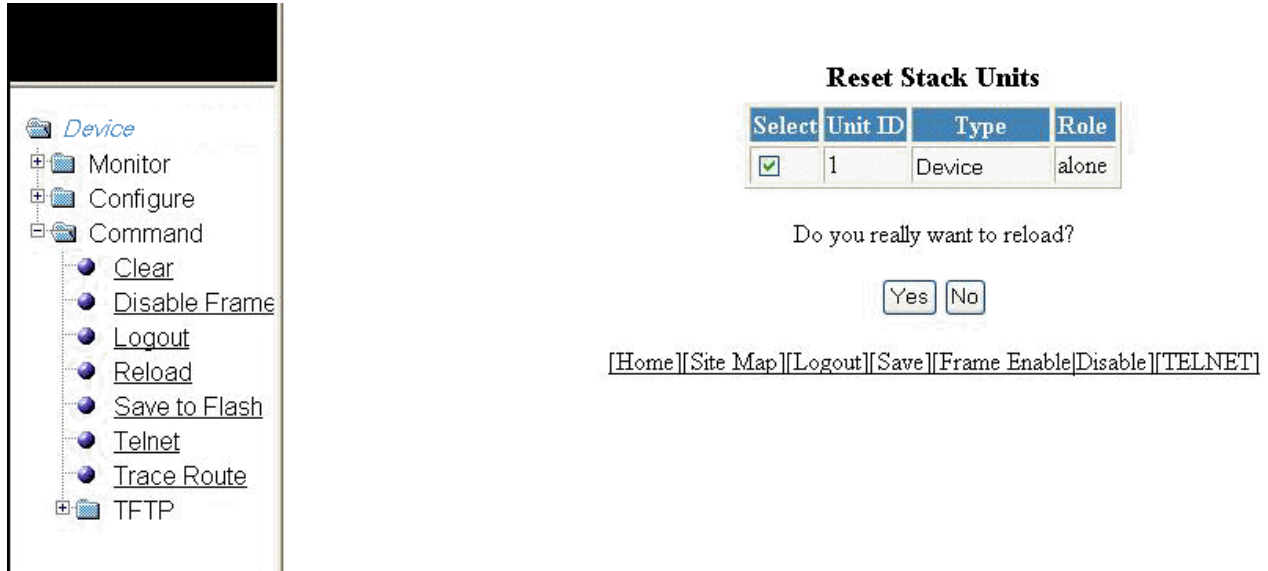 Device
Monitor
Configure
Command
Clear
Disable Frame
Logout
Reload
Save to Flash
Telnet
Trace Route
TFTP
Reset Stack Units
Select Unit ID Type Role
1 Device alone
Do you really want to reload?
Yes No
[Home][Site Map][Logout][Save][Frame Enable|Disable][TELNET]